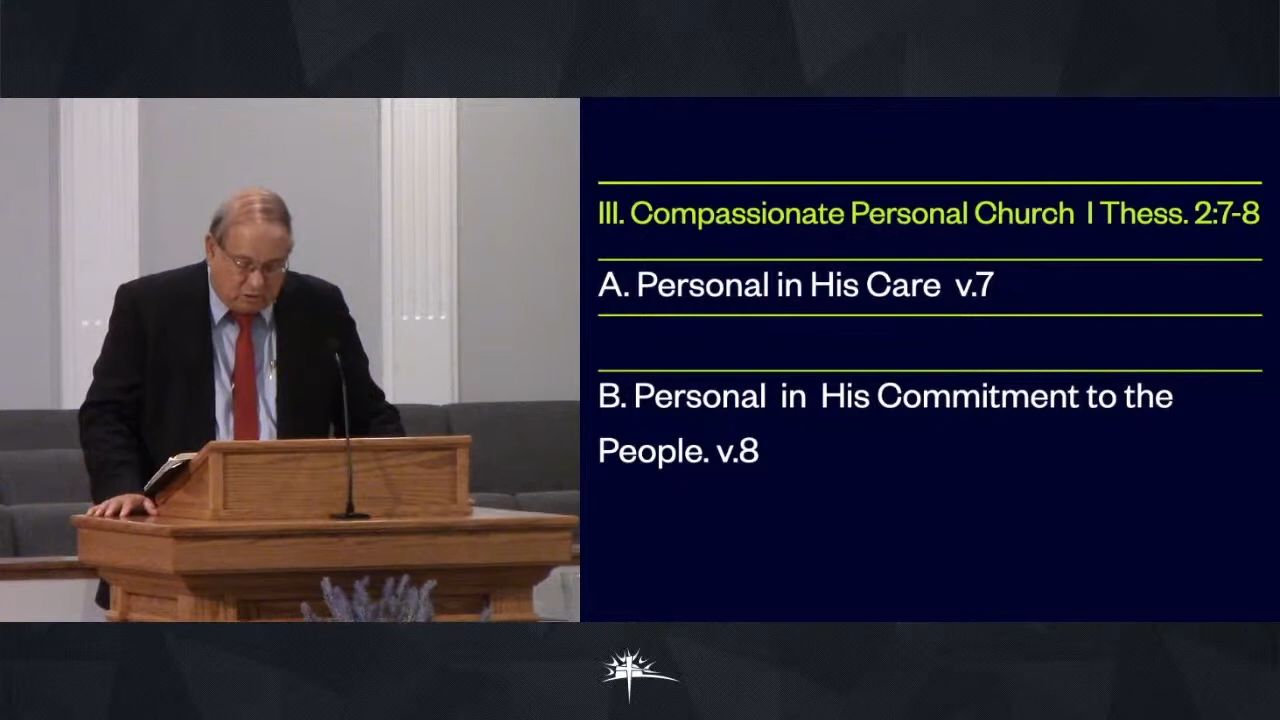 III. Compassionate Personal Church I Thess. 2:7-8
A. Personal in His Care v.7
B. Personal in His Commitment to the
People. v.8